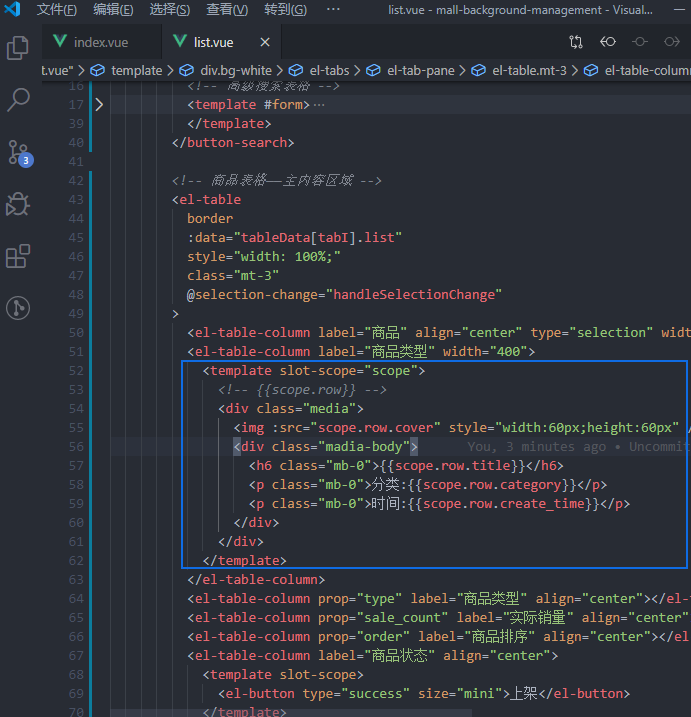 文件(F) 编辑(E) 选择(S) 查看(V) 转到(G) ··· list.vue - mall-background-management - Visual...
index.vue list.vue
t.vue" > template > div.bg-white > el-tabs > el-tab-pane > el-table.mt-3 > el-table-colum
16 <!-- 高级搜索表格 -->
17 <template #form>···
39 </template>
40 </button-search>
41
42 <!-- 商品表格——主内容区域 -->
43 <el-table
44 border
45 :data="tableData[tabI].list"
46 style="width: 100%;"
47 class="mt-3"
48 @selection-change="handleSelectionChange"
49 >
50 <el-table-column label="商品" align="center" type="selection" widt
51 <el-table-column label="商品类型" width="400">
52 <template slot-scope="scope">
53 <!-- {{scope.row}} -->
54 <div class="media">
55 <img :src="scope.row.cover" style="width:60px;height:60px" /
56 <div class="madia-body"> You, 3 minutes ago • Uncommit
57 <h6 class="mb-0">{{scope.row.title}}</h6>
58 <p class="mb-0">分类:{{scope.row.category}}</p>
59 <p class="mb-0">时间:{{scope.row.create_time}}</p>
60 </div>
61 </div>
62 </template>
63 </el-table-column>
64 <el-table-column prop="type" label="商品类型" align="center"></el
65 <el-table-column prop="sale_count" label="实际销量" align="center"
66 <el-table-column prop="order" label="商品排序" align="center"></el
67 <el-table-column label="商品状态" align="center">
68 <template slot-scope>
69 <el-button type="success" size="mini">上架</el-button>
70 </template>
3